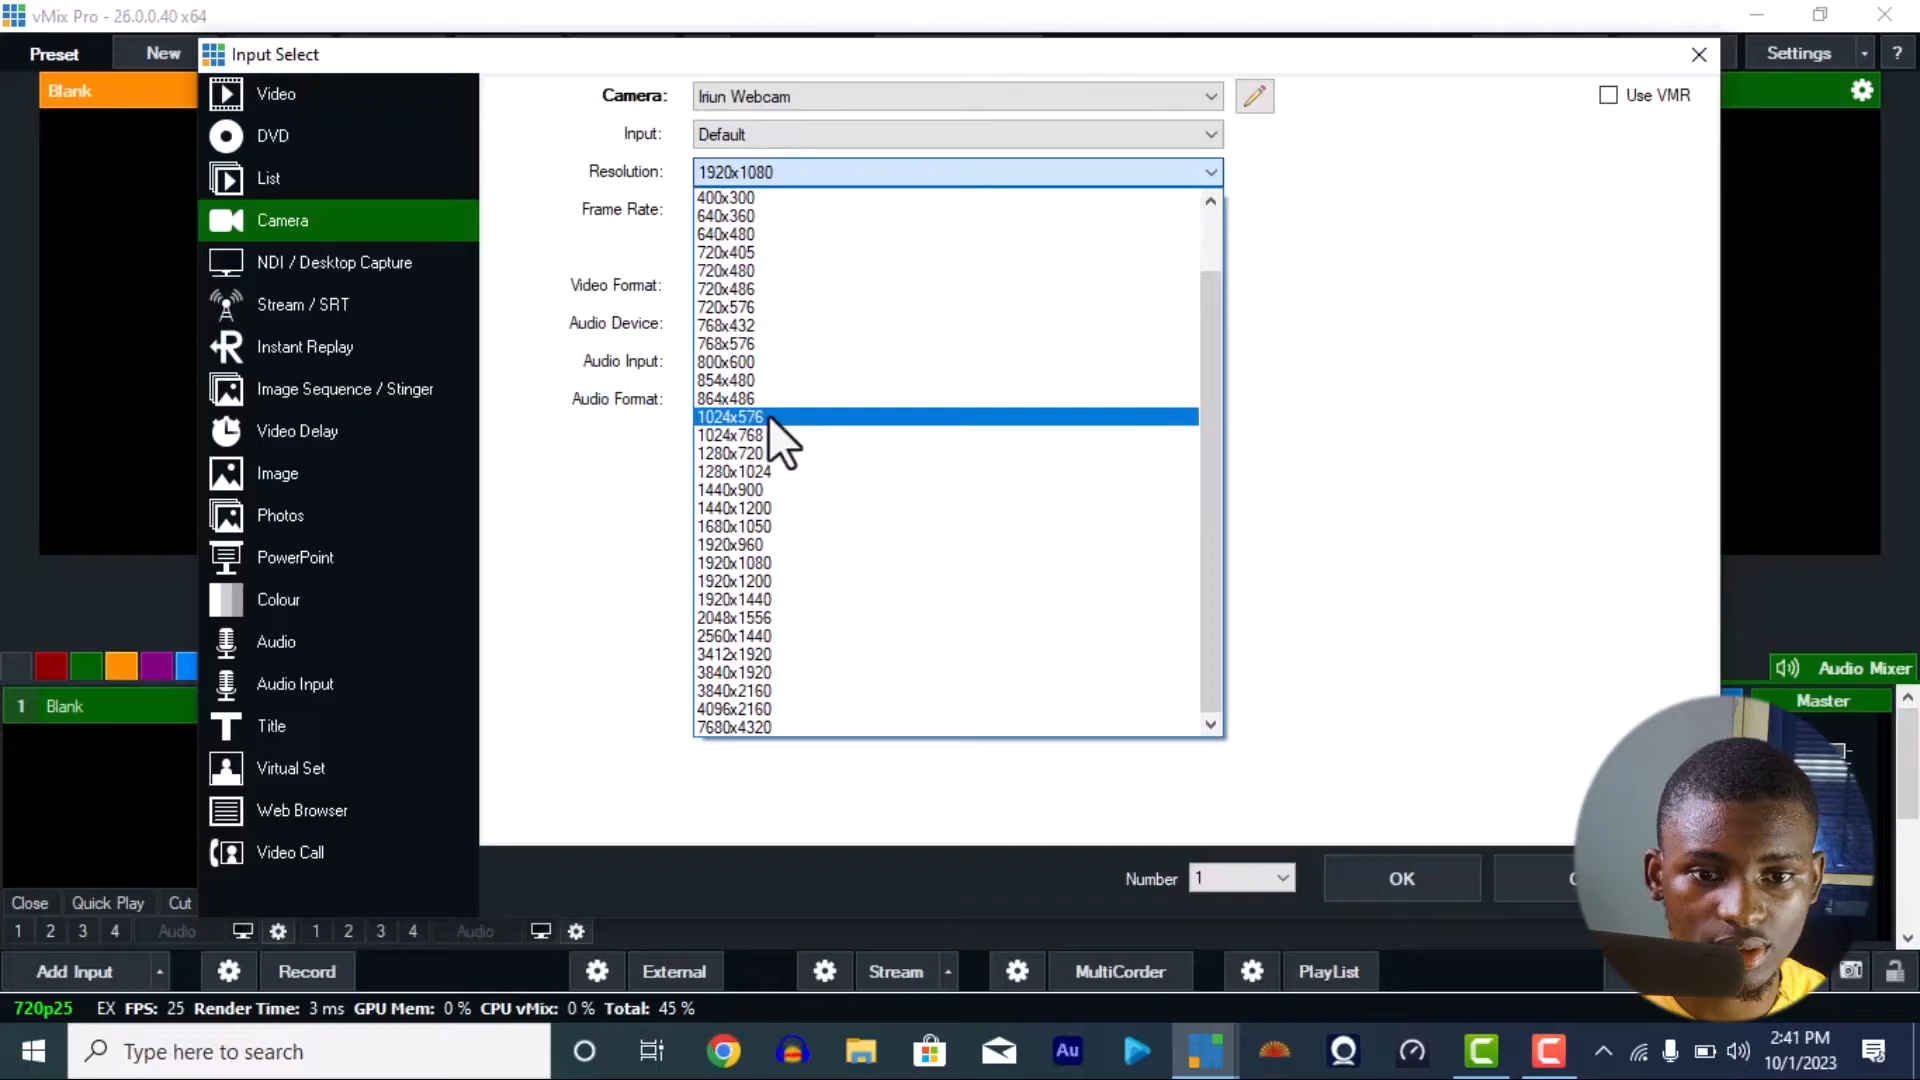 vMix Pro - 26.0.0.40 x64
Preset
New
Input Select
Settings
?
Blank
Video
DVD
List
Camera
NDI / Desktop Capture
Stream / SRT
Instant Replay
Image Sequence / Stinger
Video Delay
Image
Photos
PowerPoint
Colour
Audio
Audio Input
Title
Virtual Set
Web Browser
Video Call
Camera:
Iriun Webcam
Use VMR
Input:
Default
Resolution:
1920x1080
Frame Rate:
Video Format:
Audio Device:
Audio Input:
Audio Format:
400x300
640x360
640x480
720x405
720x480
720x486
720x576
768x432
768x576
800x600
854x480
864x486
1024x576
1024x768
1280x720
1280x1024
1440x900
1440x1200
1680x1050
1920x960
1920x1080
1920x1200
1920x1440
2048x1556
2560x1440
3412x1920
3840x1920
3840x2160
4096x2160
7680x4320
Number
1
OK
1 Blank
Audio Mixer
Master
Close Quick Play Cut
1 2 3 4 Audio 1 2 3 4 Audio
Add Input
Record
External
Stream
MultiCorder
PlayList
720p25 EX FPS: 25 Render Time: 3 ms GPU Mem: 0 % CPU vMix: 0 % Total: 45 %
Type here to search
Au
2:41 PM
10/1/2023